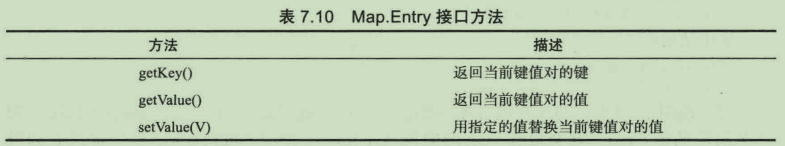 表 7.10 Map.Entry 接口方法
方法 描述
getKey() 返回当前键值对的键
getValue() 返回当前键值对的值
setValue(V) 用指定的值替换当前键值对的值